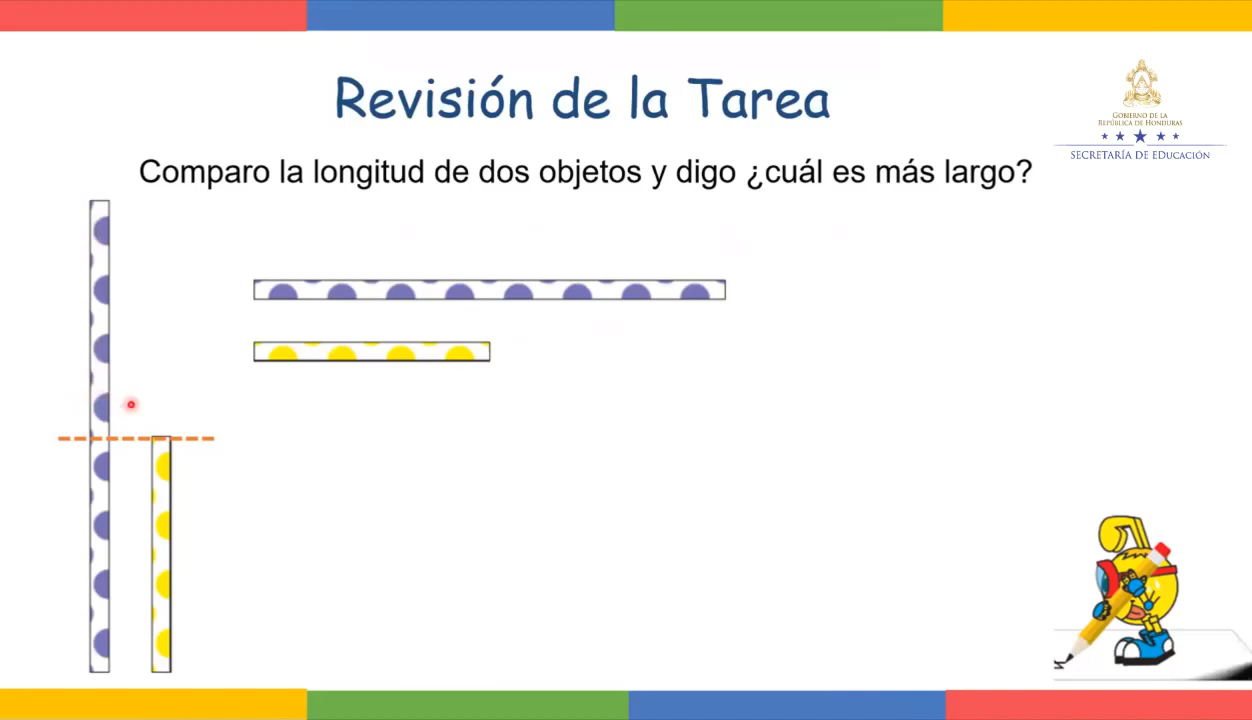 Revisión de la Tarea
GOBIERNO DE LA
REPÚBLICA DE HONDURAS
SECRETARÍA DE EDUCACIÓN
Comparo la longitud de dos objetos y digo ¿cuál es más largo?